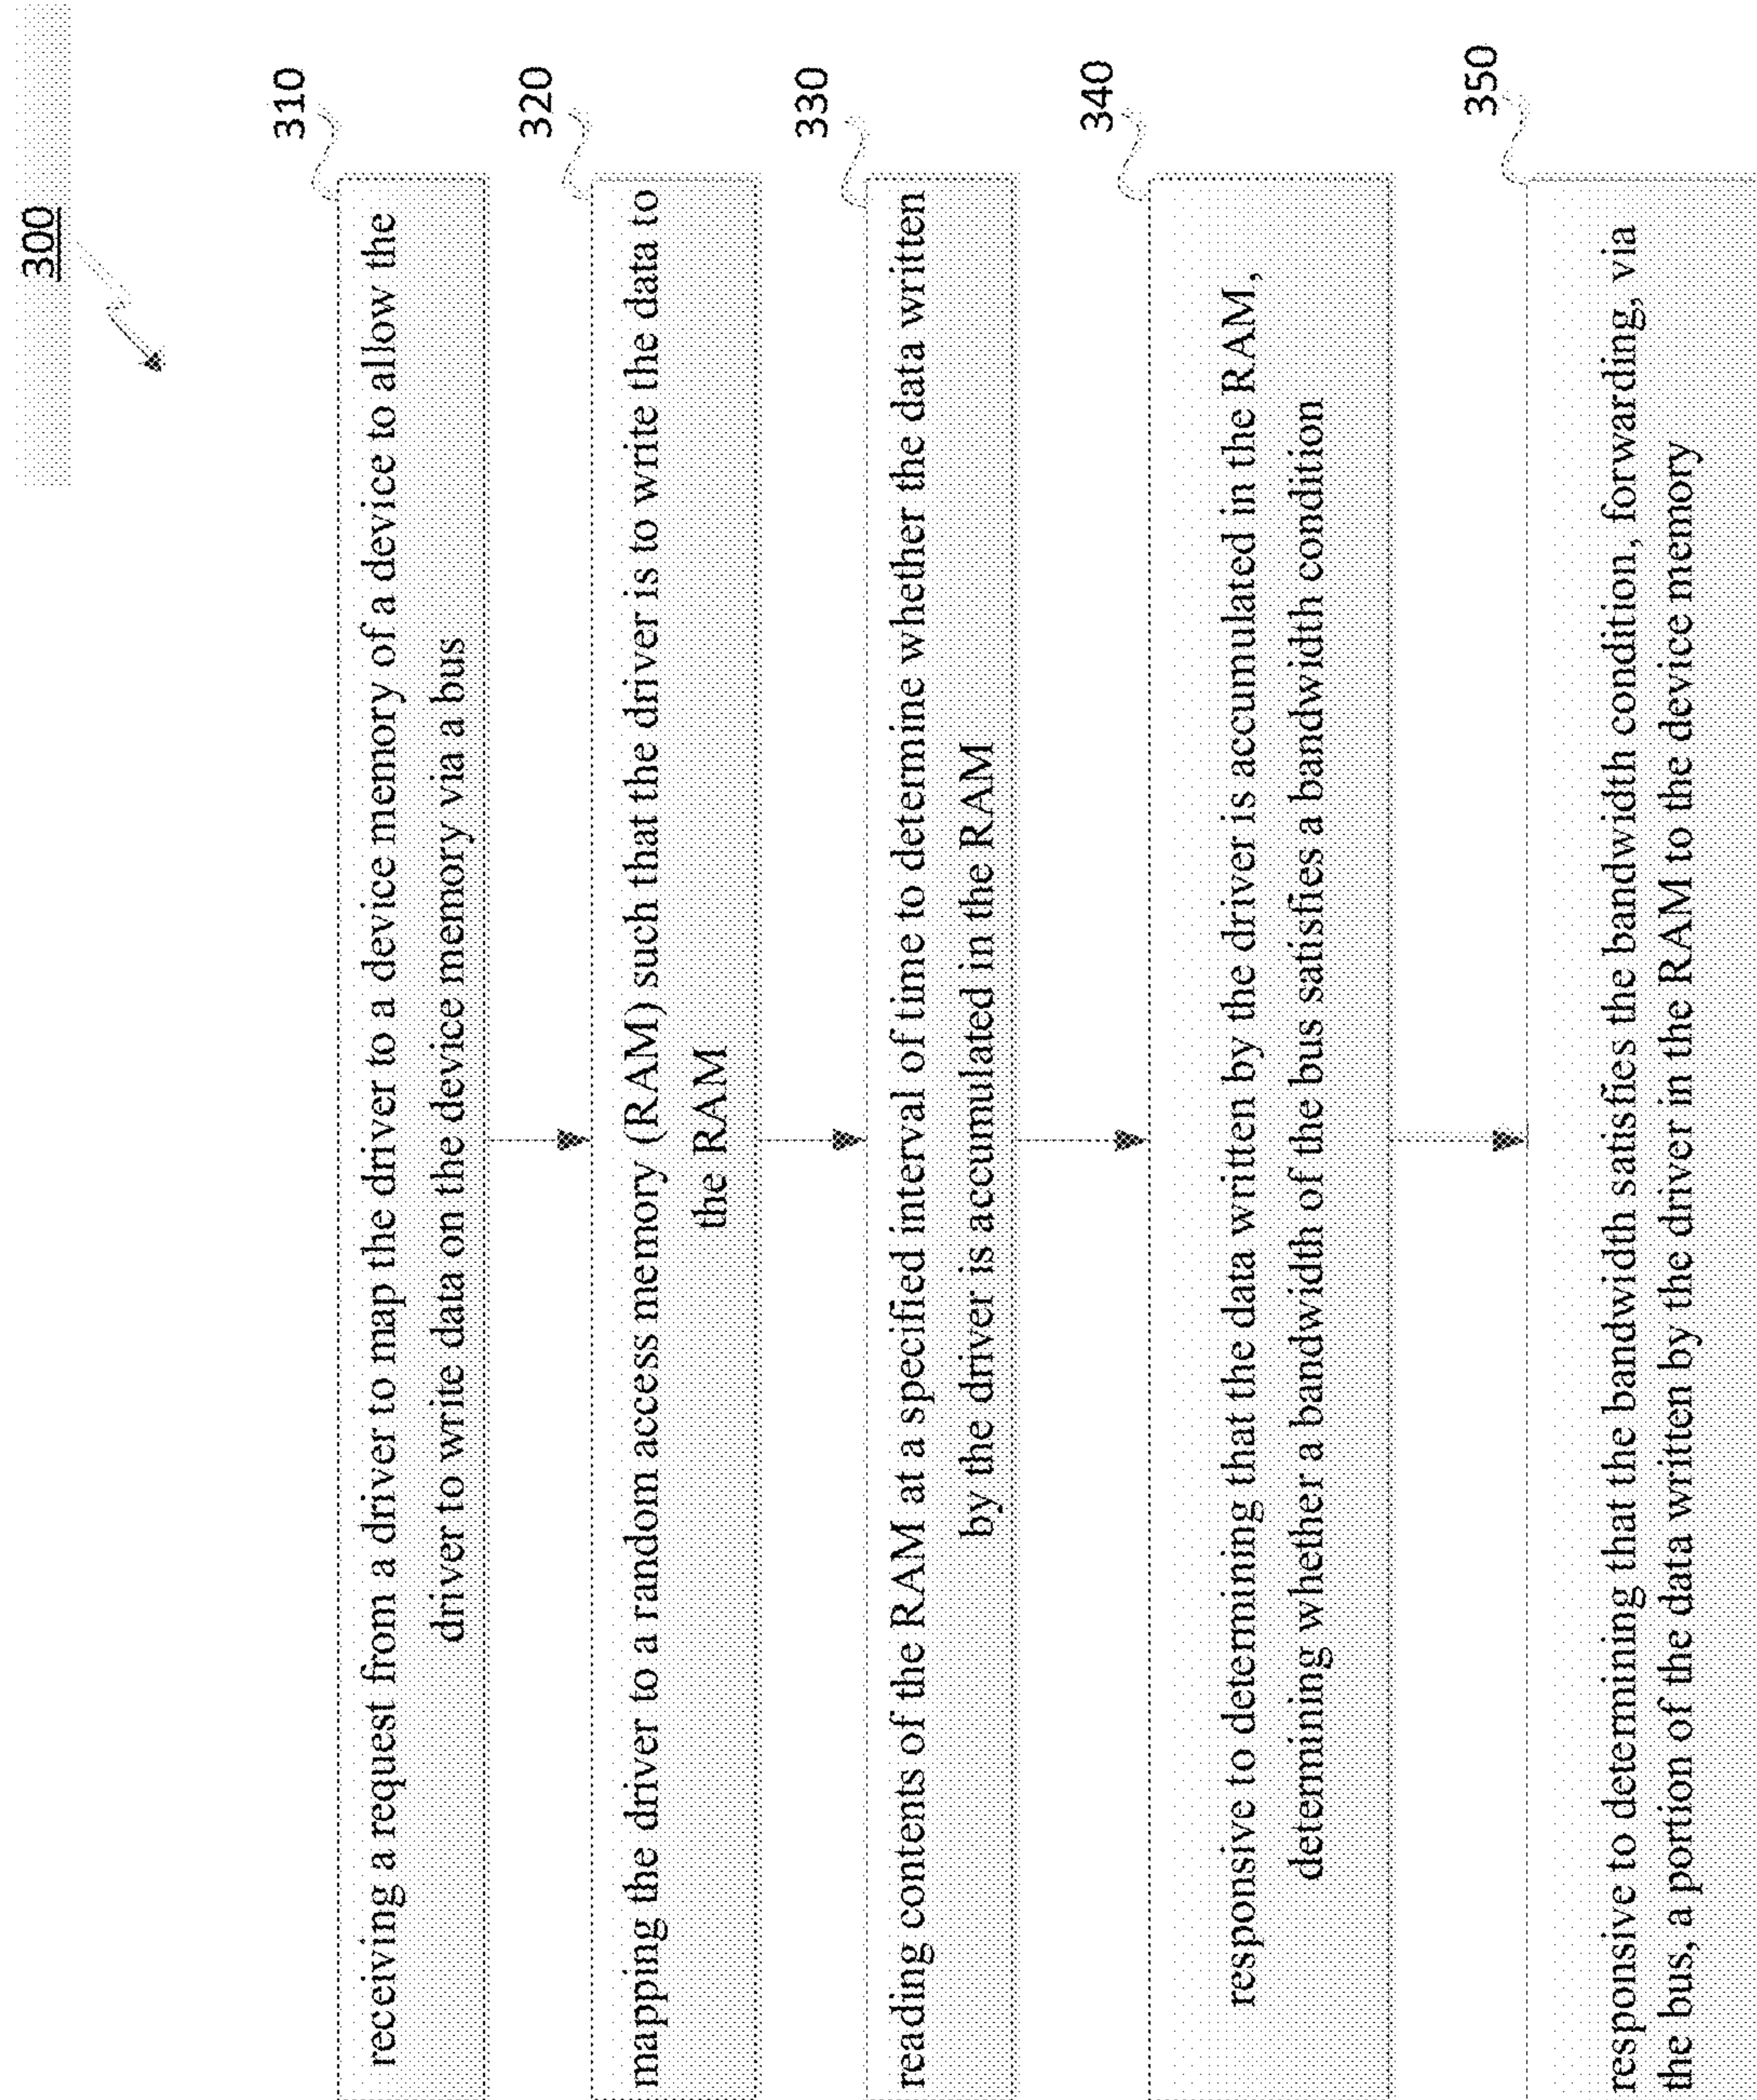 300
310
receiving a request from a driver to map the driver to a device memory of a device to allow the
driver to write data on the device memory via a bus
320
mapping the driver to a random access memory (RAM) such that the driver is to write the data to
the RAM
330
reading contents of the RAM at a specified interval of time to determine whether the data written
by the driver is accumulated in the RAM
340
responsive to determining that the data written by the driver is accumulated in the RAM,
determining whether a bandwidth of the bus satisfies a bandwidth condition
350
responsive to determining that the bandwidth satisfies the bandwidth condition, forwarding, via
the bus, a portion of the data written by the driver in the RAM to the device memory